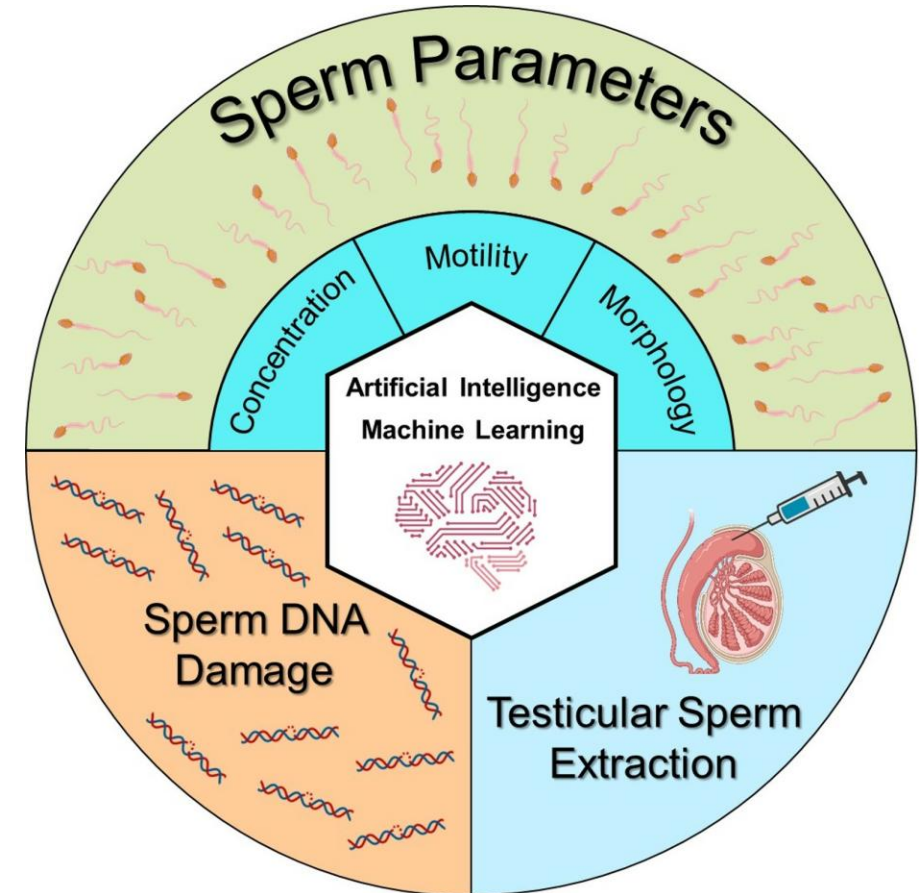 Sperm Parameters
Concentration
Motility
Morphology
Artificial Intelligence
Machine Learning
Sperm DNA
Damage
Testicular Sperm
Extraction